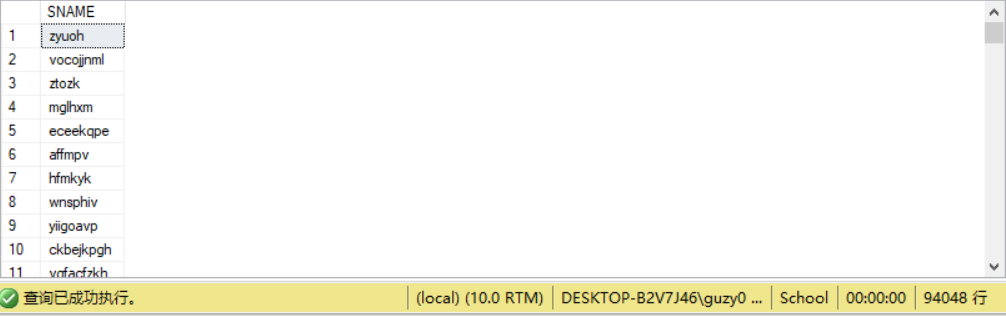 SNAME
1 zyuoh
2 vocojjnml
3 ztozk
4 mglhxm
5 eceekqpe
6 affmpv
7 hfmkyk
8 wnsphiv
9 yiigoavp
10 ckbejkpgh
11
查询已成功执行。 (local) (10.0 RTM) DESKTOP-B2V7J46\guzy0 ... School 00:00:00 94048 行